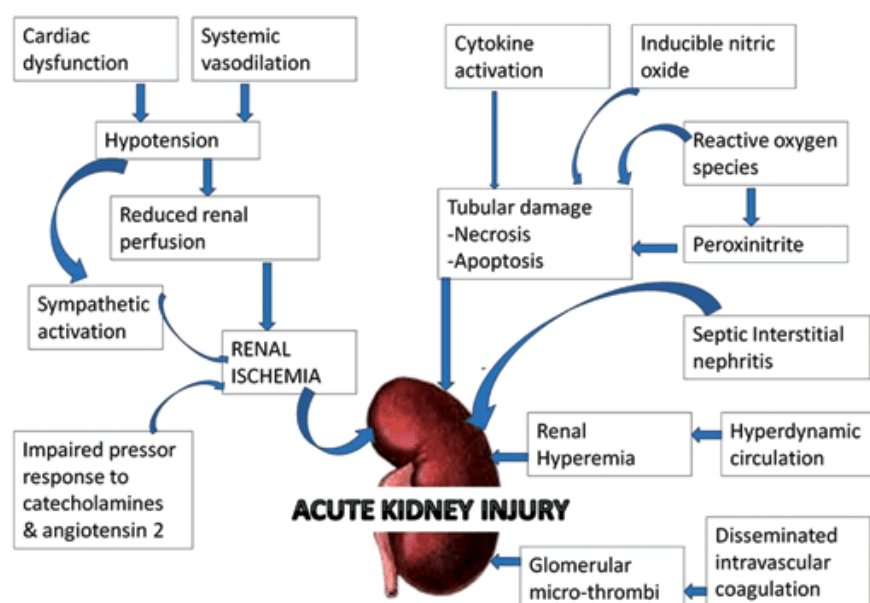 Cardiac
dysfunction
Systemic
vasodilation
Cytokine
activation
Inducible nitric
oxide
Hypotension
Reactive oxygen
species
Reduced renal
perfusion
Tubular damage
-Necrosis
-Apoptosis
Peroxinitrite
Sympathetic
activation
RENAL
ISCHEMIA
Septic Interstitial
nephritis
Impaired pressor
response to
catecholamines
& angiotensin 2
Renal
Hyperemia
Hyperdynamic
circulation
ACUTE KIDNEY INJURY
Glomerular
micro-thrombi
Disseminated
intravascular
coagulation